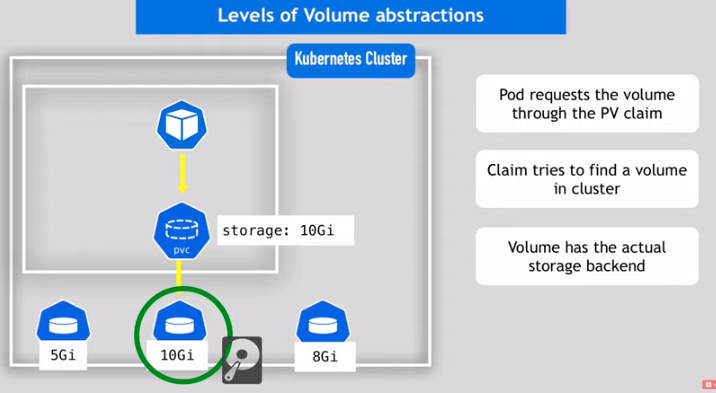 Levels of Volume abstractions
Kubernetes Cluster
pvc
storage: 10Gi
5Gi
10Gi
8Gi
Pod requests the volume
through the PV claim
Claim tries to find a volume
in cluster
Volume has the actual
storage backend